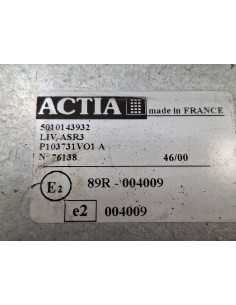 ACTIA made in FRANCE
5010143932
LIV, ASR3
P103731VO1 A
N° 76138 46/00
E2 89R - 004009
e2 004009